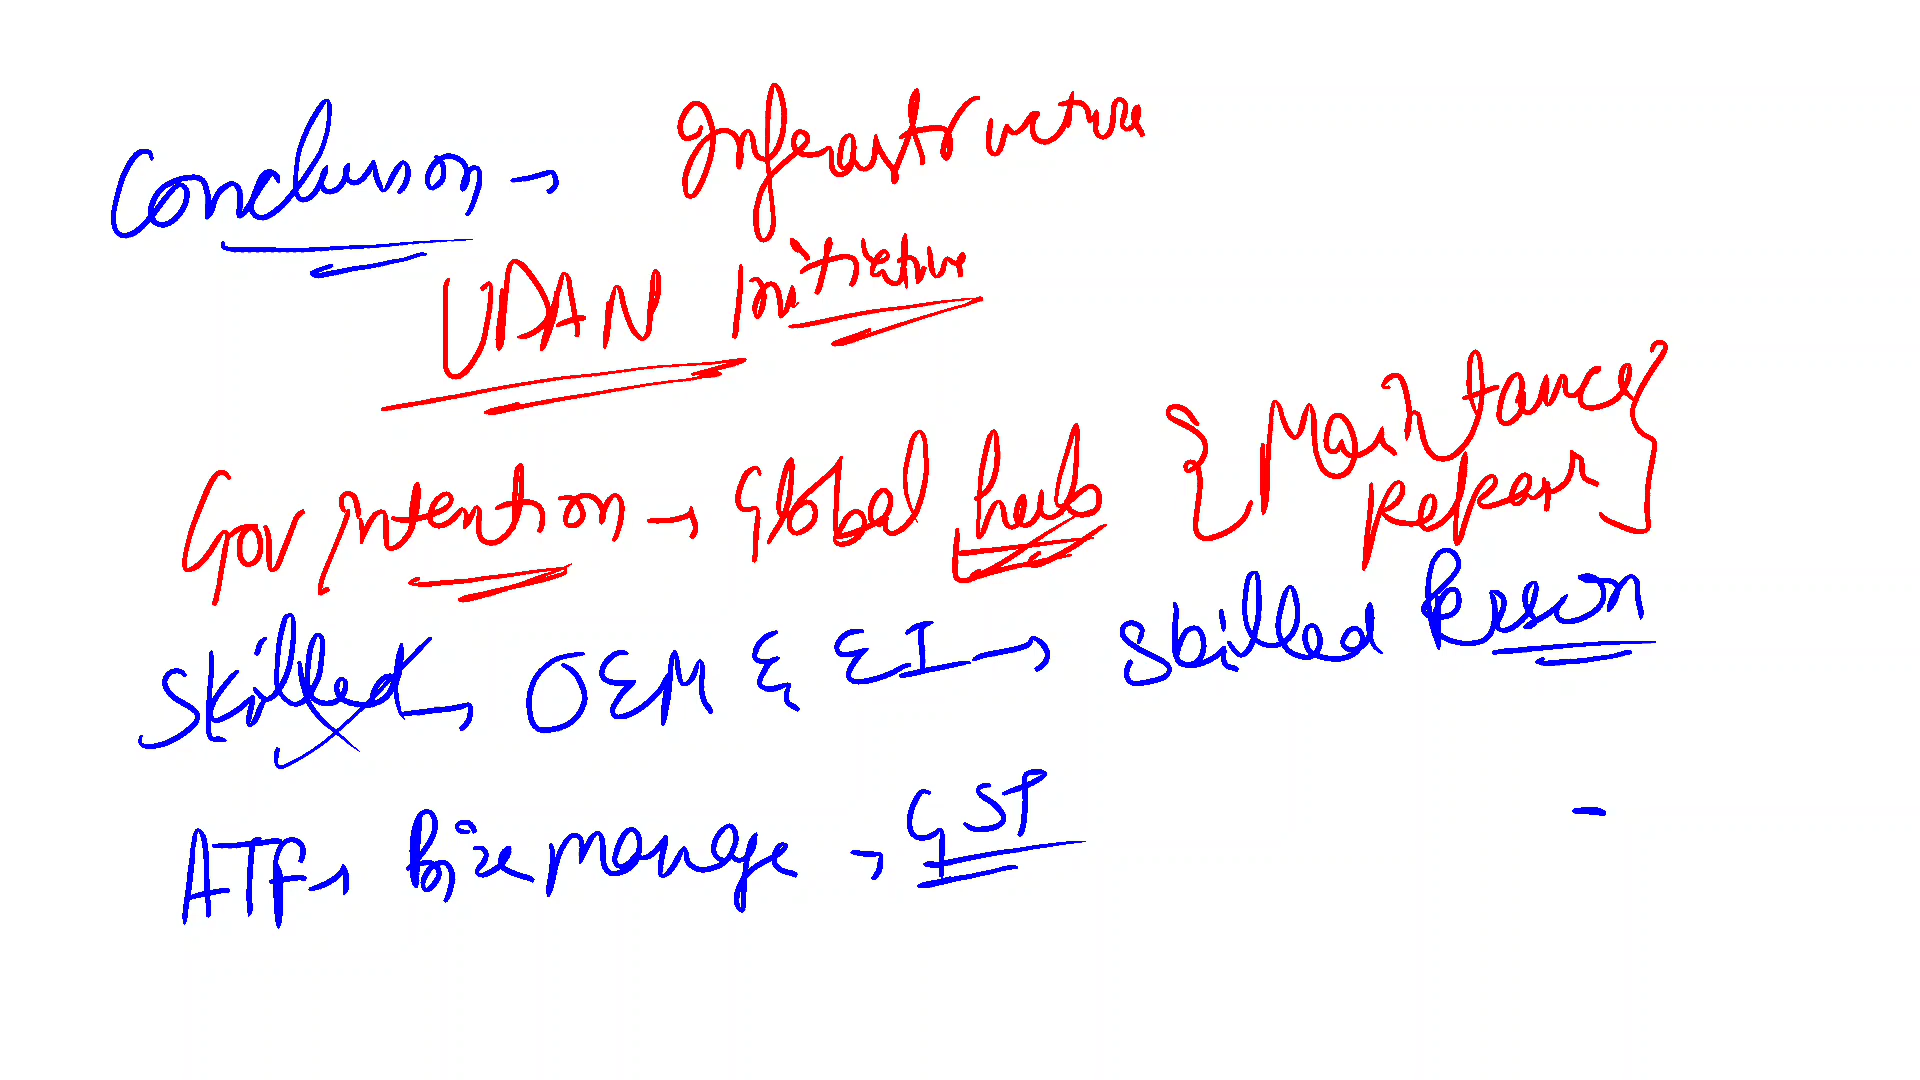 Conclusion → Infrastructure
UDAN Initiative
Gov intention → Global hub { Maintance
repair }
Skilled → OEM & EI → Skilled Person
ATF → Price manage → GST -